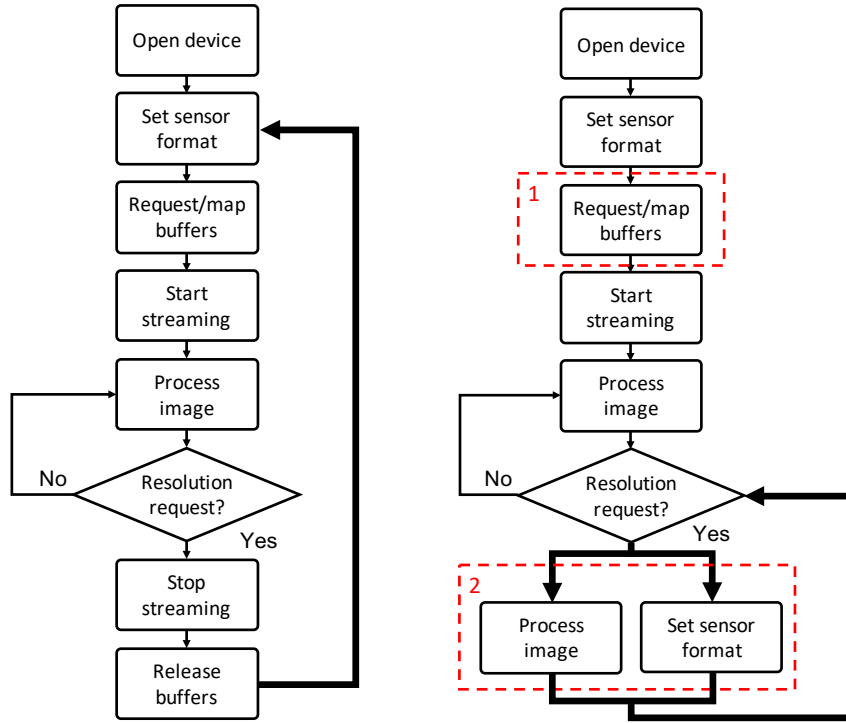 Open device
Set sensor
format
Request/map
buffers
Start
streaming
Process
image
No
Resolution
request?
Yes
Stop
streaming
Release
buffers
Open device
Set sensor
format
1
Request/map
buffers
Start
streaming
Process
image
No
Resolution
request?
Yes
2
Process
image
Set sensor
format